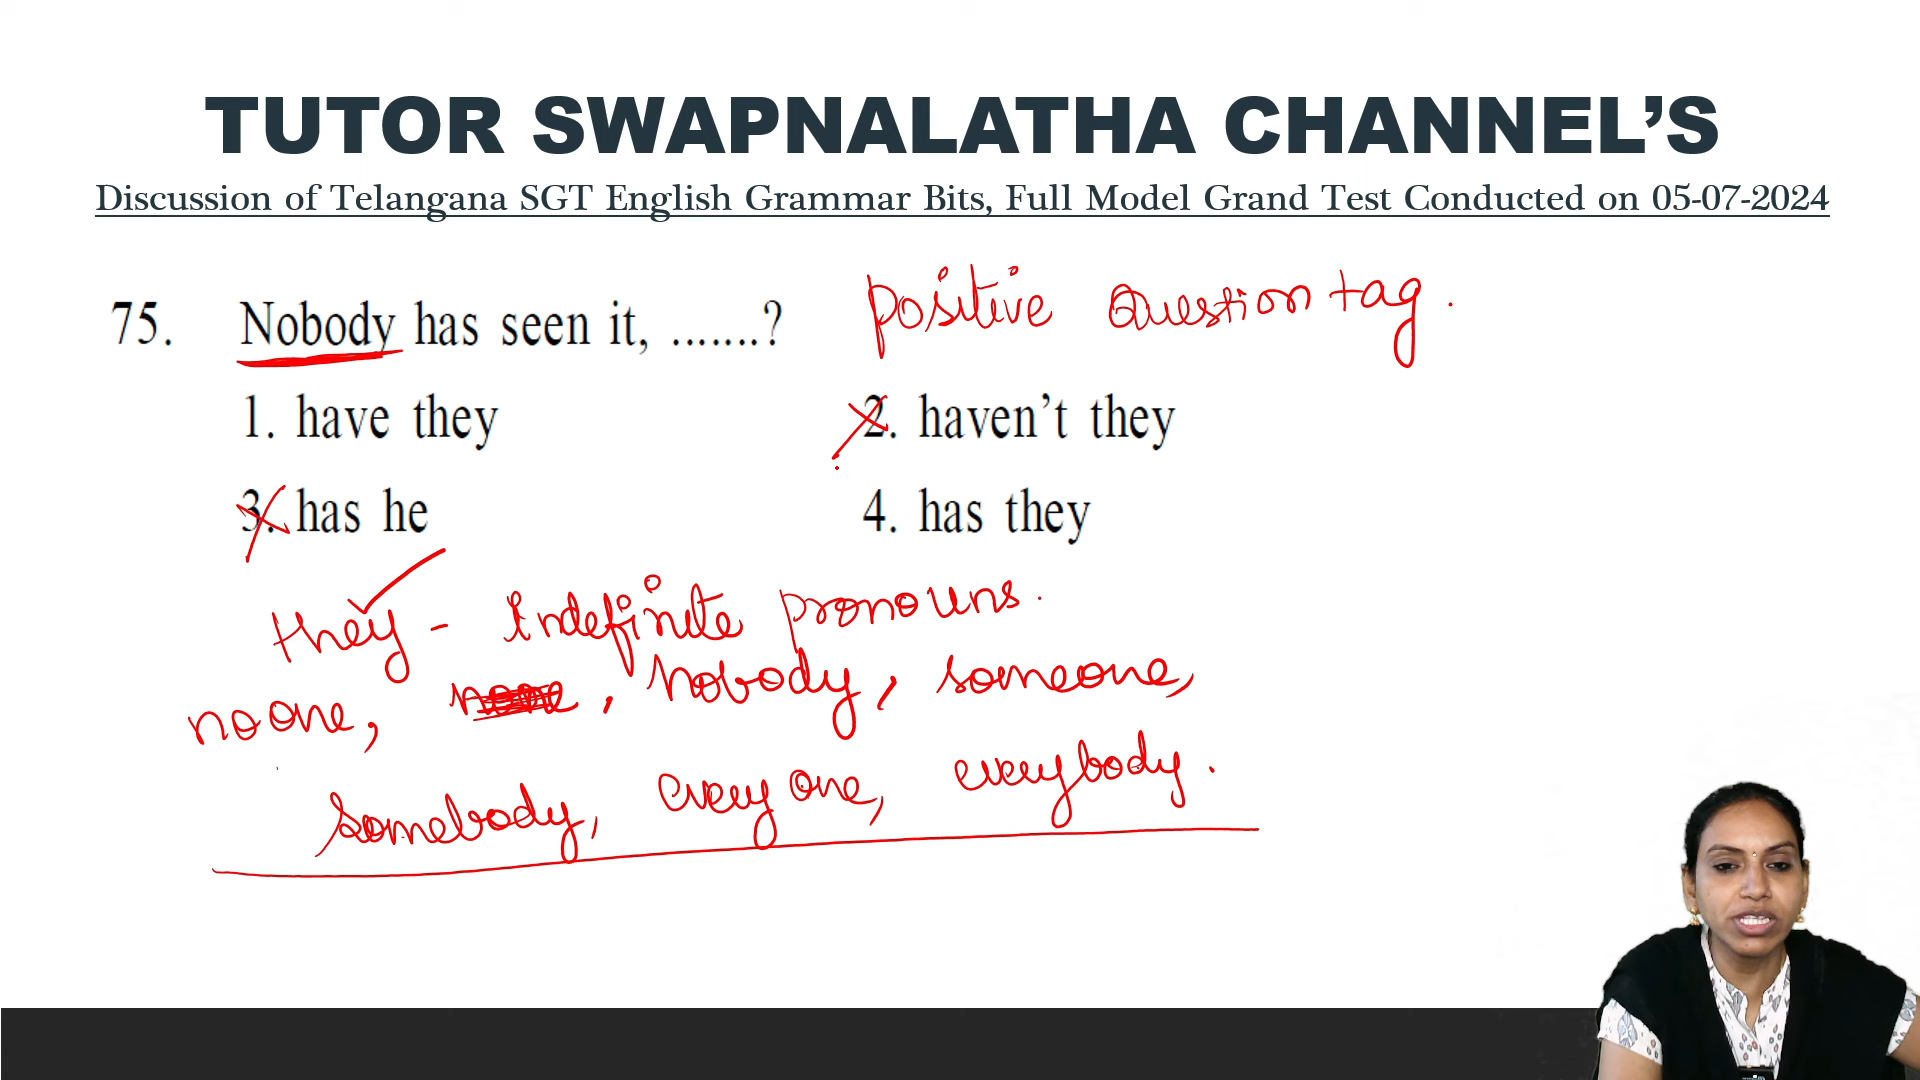 TUTOR SWAPNALATHA CHANNEL’S
Discussion of Telangana SGT English Grammar Bits, Full Model Grand Test Conducted on 05-07-2024
75. Nobody has seen it, .......? positive Question tag.
1. have they 2. haven’t they
3. has he 4. has they
they - Indefinite pronouns.
no one, none, nobody, someone,
somebody, every one, everybody.